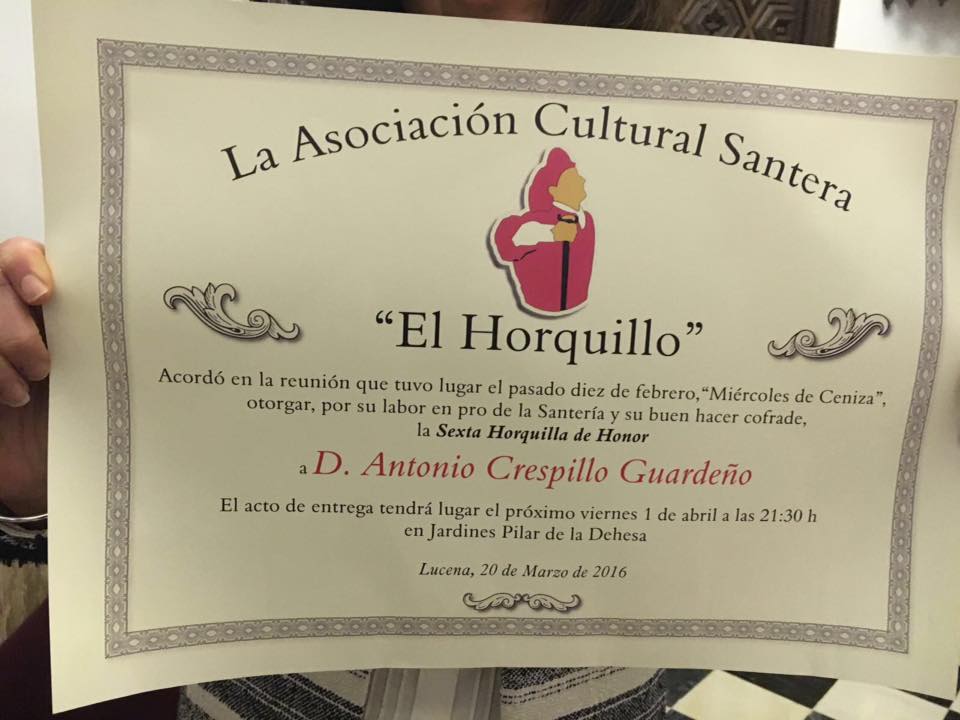 La Asociación Cultural Santera
“El Horquillo”
Acordó en la reunión que tuvo lugar el pasado diez de febrero,“Miércoles de Ceniza”,
otorgar, por su labor en pro de la Santería y su buen hacer cofrade,
la Sexta Horquilla de Honor
a D. Antonio Crespillo Guardeño
El acto de entrega tendrá lugar el próximo viernes 1 de abril a las 21:30 h
en Jardines Pilar de la Dehesa
Lucena, 20 de Marzo de 2016